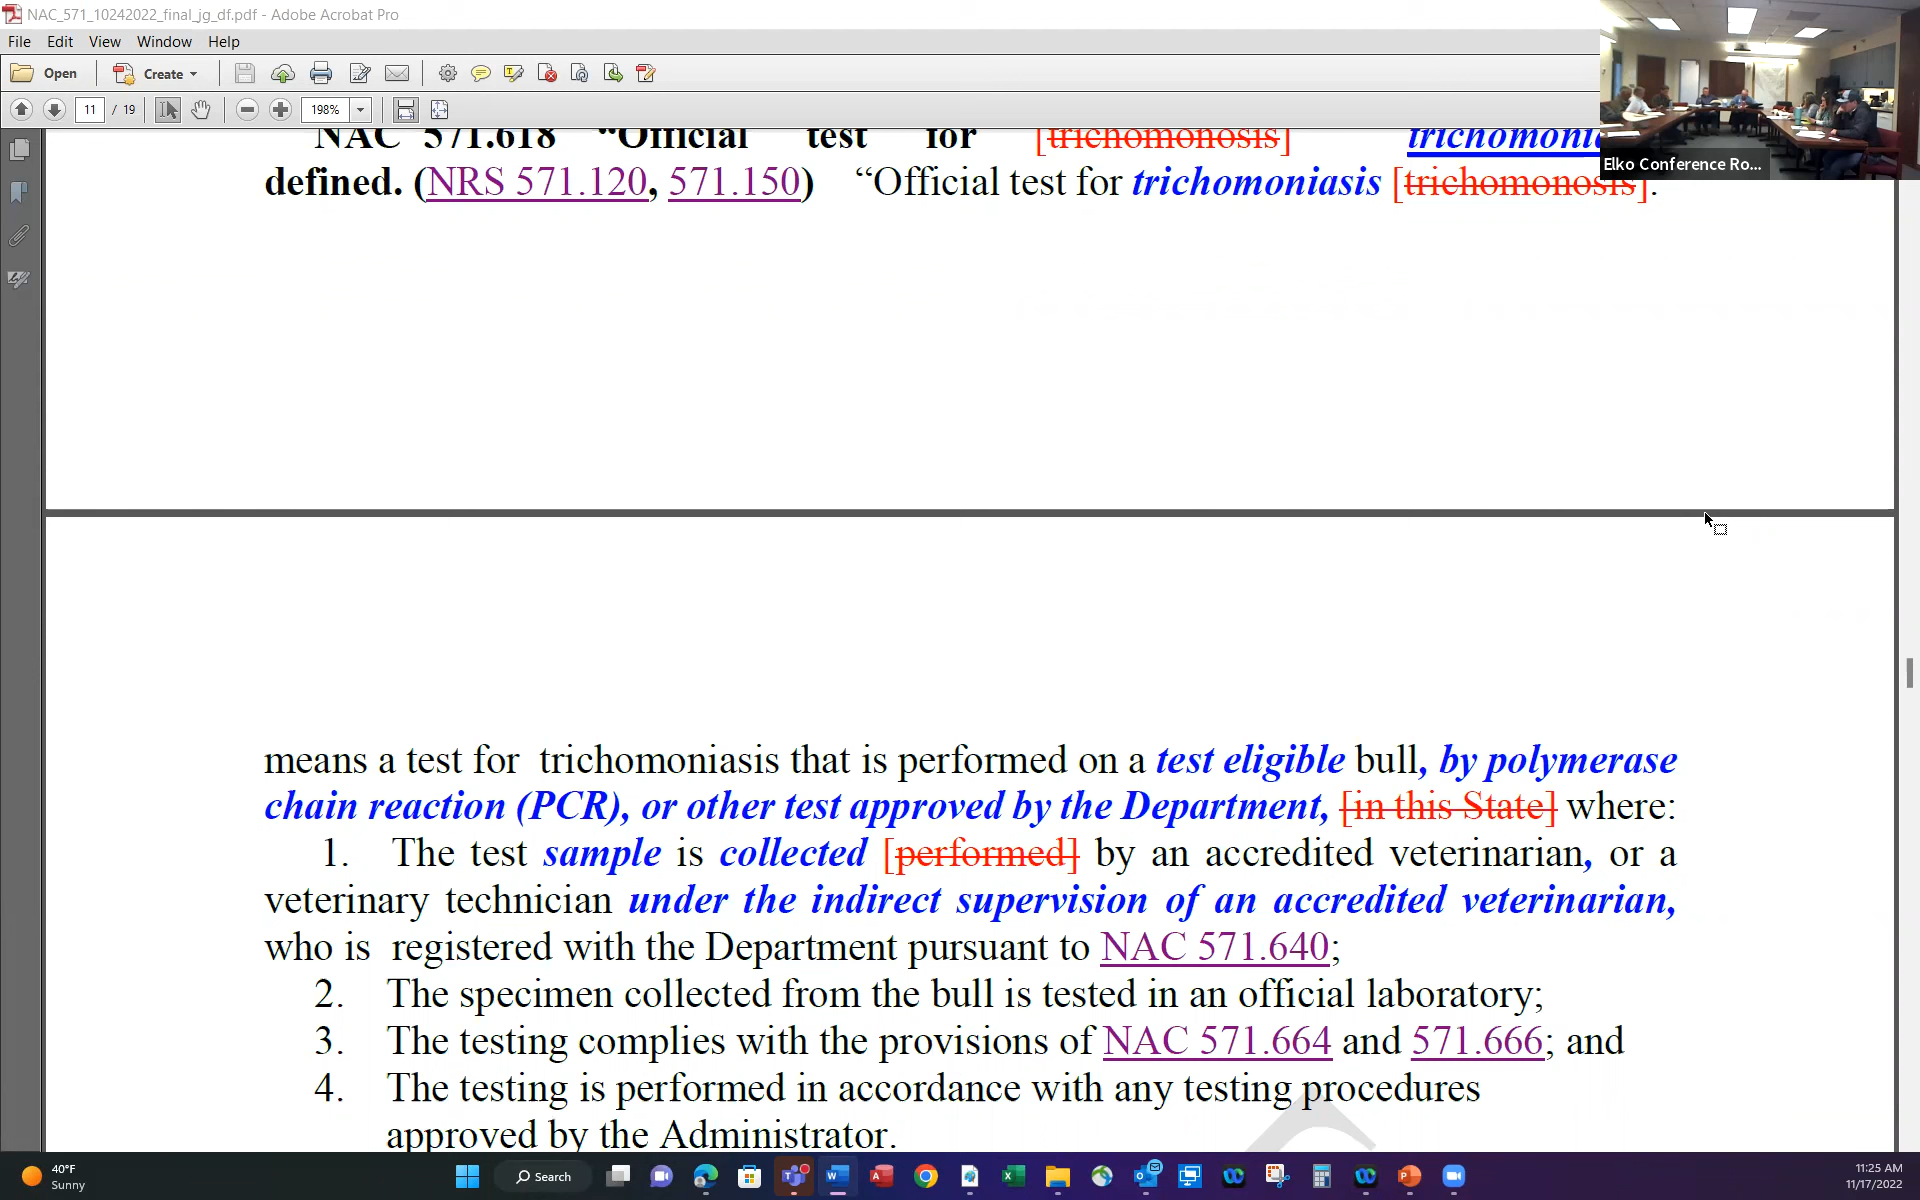 NAC_571_10242022_final_jg_df.pdf - Adobe Acrobat Pro
File Edit View Window Help
Open Create
11 / 19 198%
Elko Conference Ro...
NAC 571.618 “Official test for [trichomonosis]
defined. (NRS 571.120, 571.150) “Official test for trichomoniasis [trichomonosis].
means a test for trichomoniasis that is performed on a test eligible bull, by polymerase
chain reaction (PCR), or other test approved by the Department, [in this State] where:
1. The test sample is collected [performed] by an accredited veterinarian, or a
veterinary technician under the indirect supervision of an accredited veterinarian,
who is registered with the Department pursuant to NAC 571.640;
2. The specimen collected from the bull is tested in an official laboratory;
3. The testing complies with the provisions of NAC 571.664 and 571.666; and
4. The testing is performed in accordance with any testing procedures
approved by the Administrator.
40°F
Sunny
Search
11:25 AM
11/17/2022